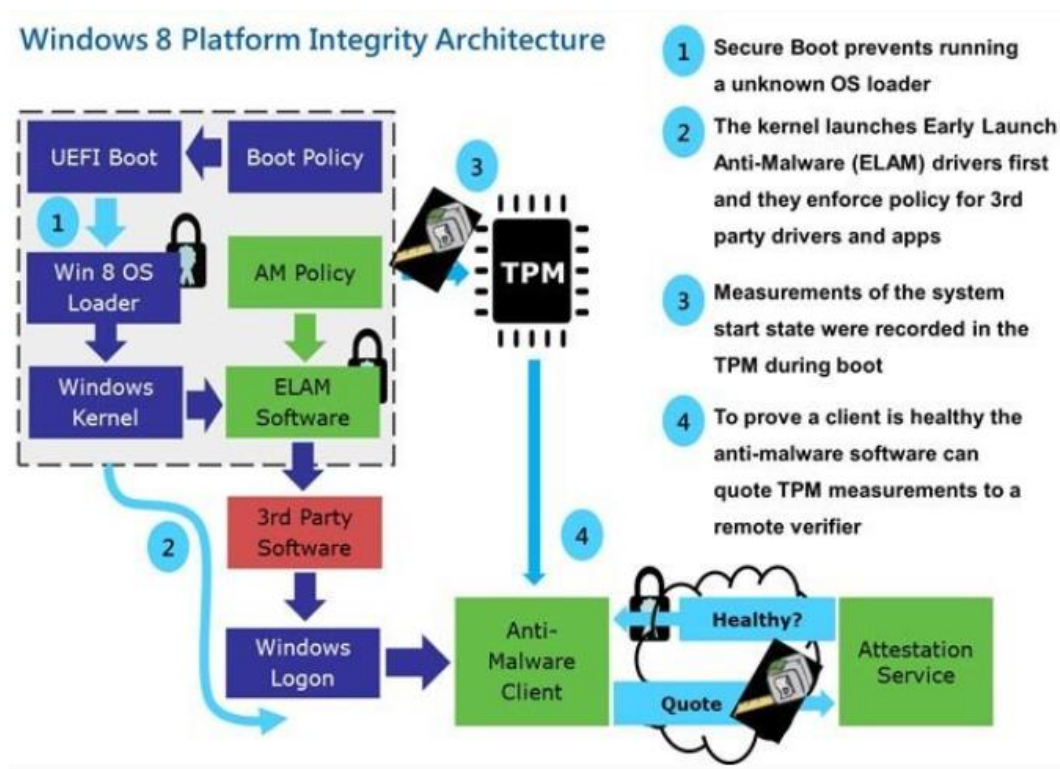 Windows 8 Platform Integrity Architecture
UEFI Boot
Boot Policy
1
Win 8 OS
Loader
AM Policy
Windows
Kernel
ELAM
Software
3
TPM
3rd Party
Software
2
Windows
Logon
4
Anti-
Malware
Client
Healthy?
Quote
Attestation
Service
1
Secure Boot prevents running
a unknown OS loader
2
The kernel launches Early Launch
Anti-Malware (ELAM) drivers first
and they enforce policy for 3rd
party drivers and apps
3
Measurements of the system
start state were recorded in the
TPM during boot
4
To prove a client is healthy the
anti-malware software can
quote TPM measurements to a
remote verifier